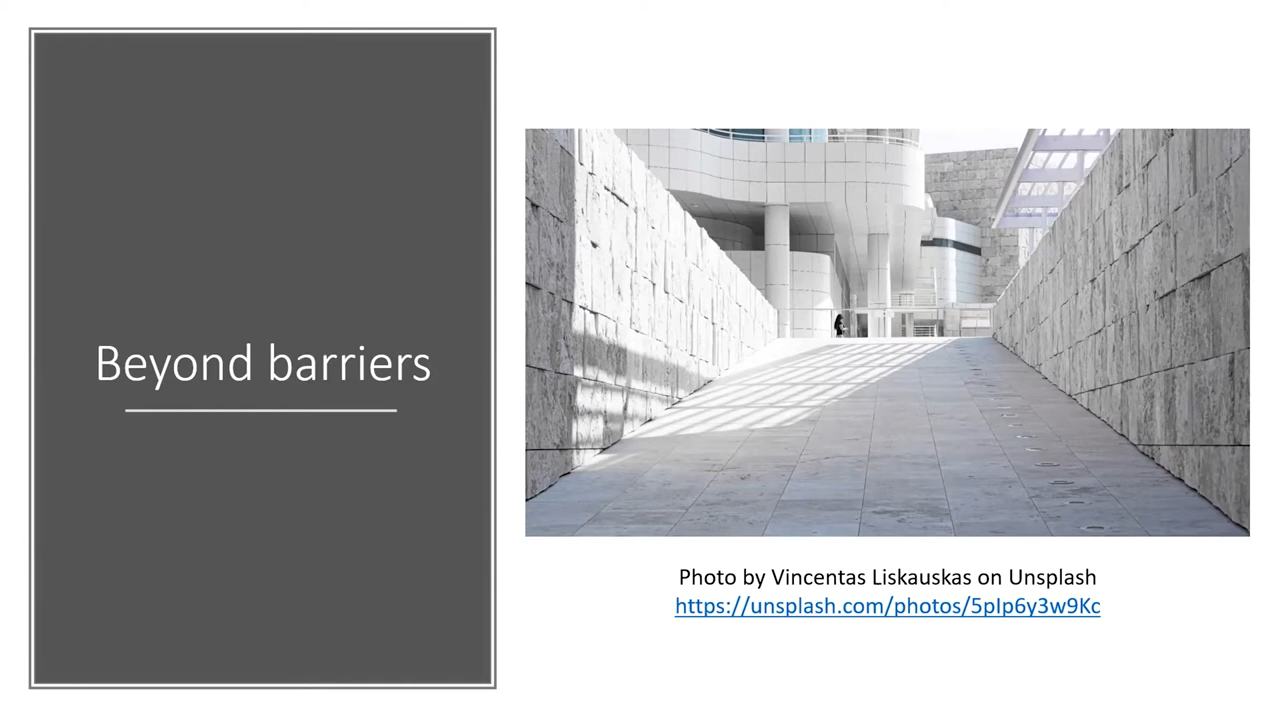 Beyond barriers
Photo by Vincentas Liskauskas on Unsplash
https://unsplash.com/photos/5pIp6y3w9Kc